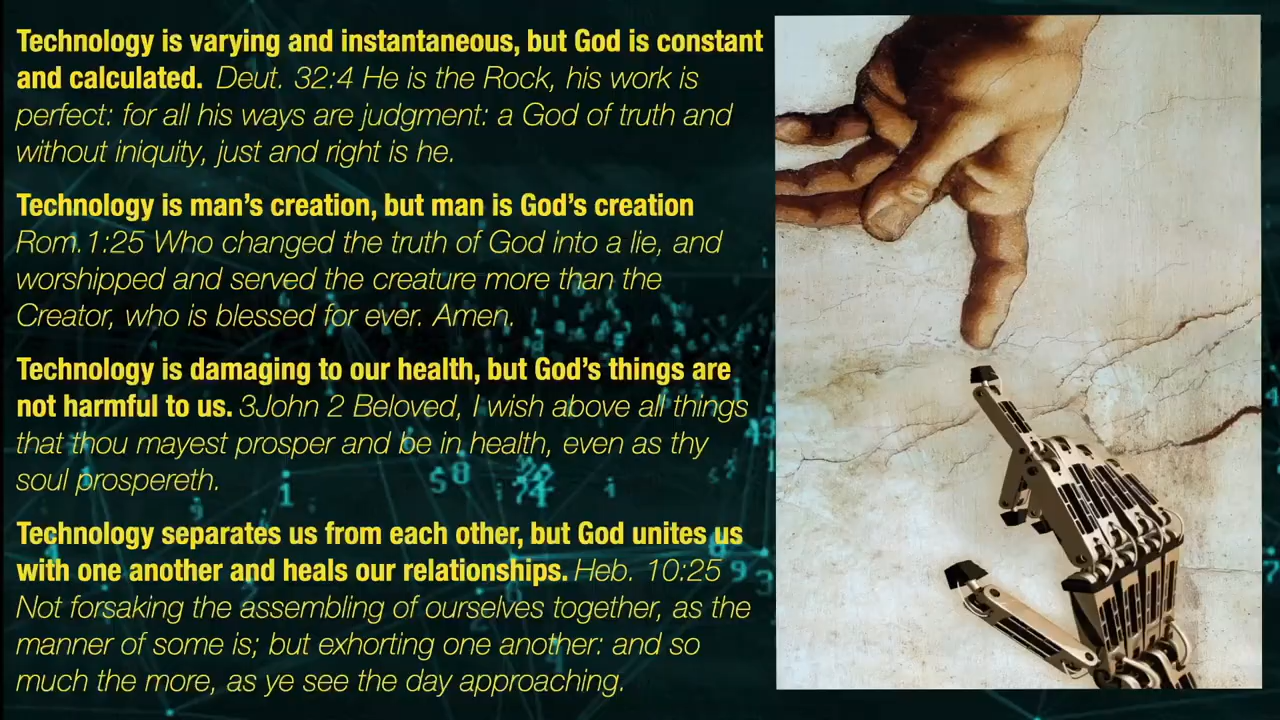 Technology is varying and instantaneous, but God is constant
and calculated. Deut. 32:4 He is the Rock, his work is
perfect: for all his ways are judgment: a God of truth and
without iniquity, just and right is he.
Technology is man's creation, but man is God's creation
Rom.1:25 Who changed the truth of God into a lie, and
worshipped and served the creature more than the
Creator, who is blessed for ever. Amen.
Technology is damaging to our health, but God's things are
not harmful to us. 3John 2 Beloved, I wish above all things
that thou mayest prosper and be in health, even as thy
soul prospereth.
Technology separates us from each other, but God unites us
with one another and heals our relationships. Heb. 10:25
Not forsaking the assembling of ourselves together, as the
manner of some is; but exhorting one another: and so
much the more, as ye see the day approaching.